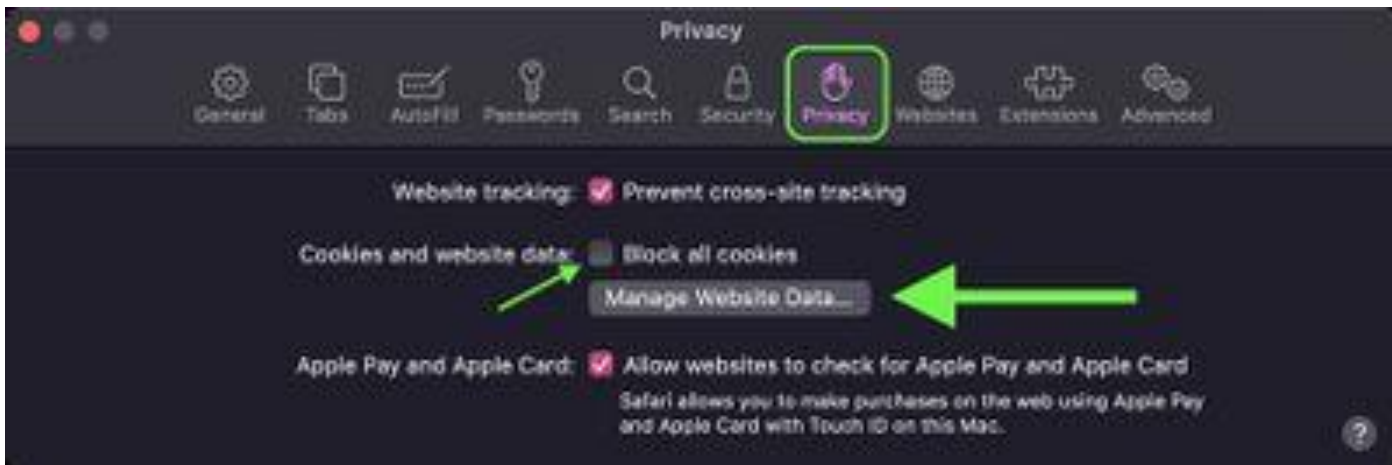 Privacy
General Tabs AutoFill Passwords Search Security Privacy Websites Extensions Advanced
Website tracking: Prevent cross-site tracking
Cookies and website data: Block all cookies
Manage Website Data...
Apple Pay and Apple Card: Allow websites to check for Apple Pay and Apple Card
Safari allows you to make purchases on the web using Apple Pay
and Apple Card with Touch ID on this Mac.
?